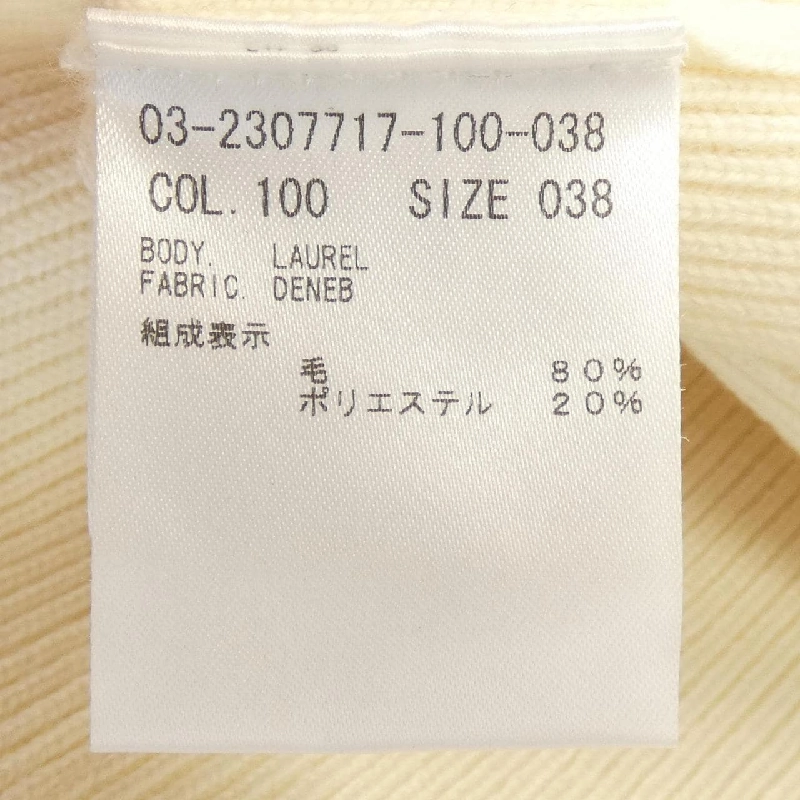 03-2307717-100-038
COL. 100 SIZE 038
BODY. LAUREL
FABRIC. DENEB
組成表示
毛 80%
ポリエステル 20%